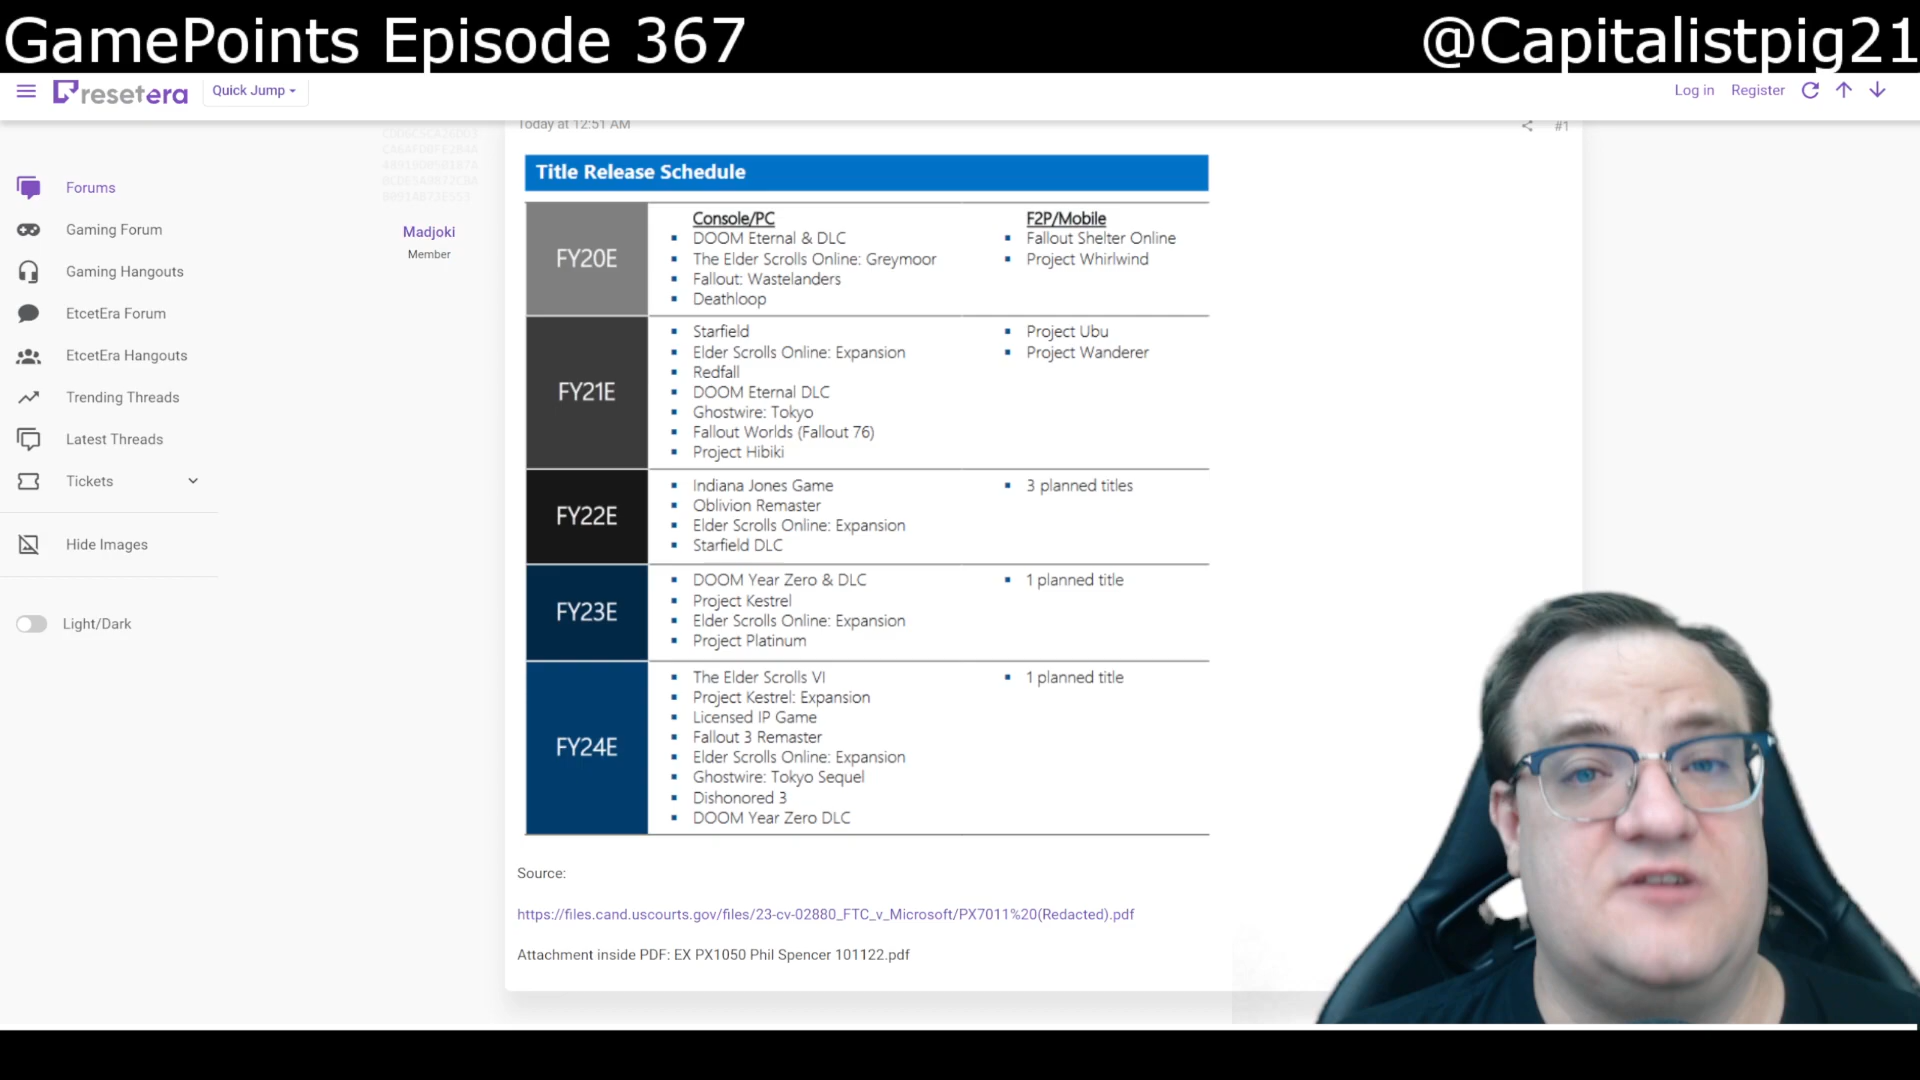 GamePoints Episode 367
@Capitalistpig21
resetera
Quick Jump
Log in
Register
Today at 12:51 AM
#1
Forums
Gaming Forum
Gaming Hangouts
EtcetEra Forum
EtcetEra Hangouts
Trending Threads
Latest Threads
Tickets
Hide Images
Light/Dark
Madjoki
Member
Title Release Schedule
Console/PC
F2P/Mobile
FY20E
DOOM Eternal & DLC
The Elder Scrolls Online: Greymoor
Fallout: Wastelanders
Deathloop
Fallout Shelter Online
Project Whirlwind
FY21E
Starfield
Elder Scrolls Online: Expansion
Redfall
DOOM Eternal DLC
Ghostwire: Tokyo
Fallout Worlds (Fallout 76)
Project Hibiki
Project Ubu
Project Wanderer
FY22E
Indiana Jones Game
Oblivion Remaster
Elder Scrolls Online: Expansion
Starfield DLC
3 planned titles
FY23E
DOOM Year Zero & DLC
Project Kestrel
Elder Scrolls Online: Expansion
Project Platinum
1 planned title
FY24E
The Elder Scrolls VI
Project Kestrel: Expansion
Licensed IP Game
Fallout 3 Remaster
Elder Scrolls Online: Expansion
Ghostwire: Tokyo Sequel
Dishonored 3
DOOM Year Zero DLC
1 planned title
Source:
https://files.cand.uscourts.gov/files/23-cv-02880_FTC_v_Microsoft/PX7011%20(Redacted).pdf
Attachment inside PDF: EX PX1050 Phil Spencer 101122.pdf